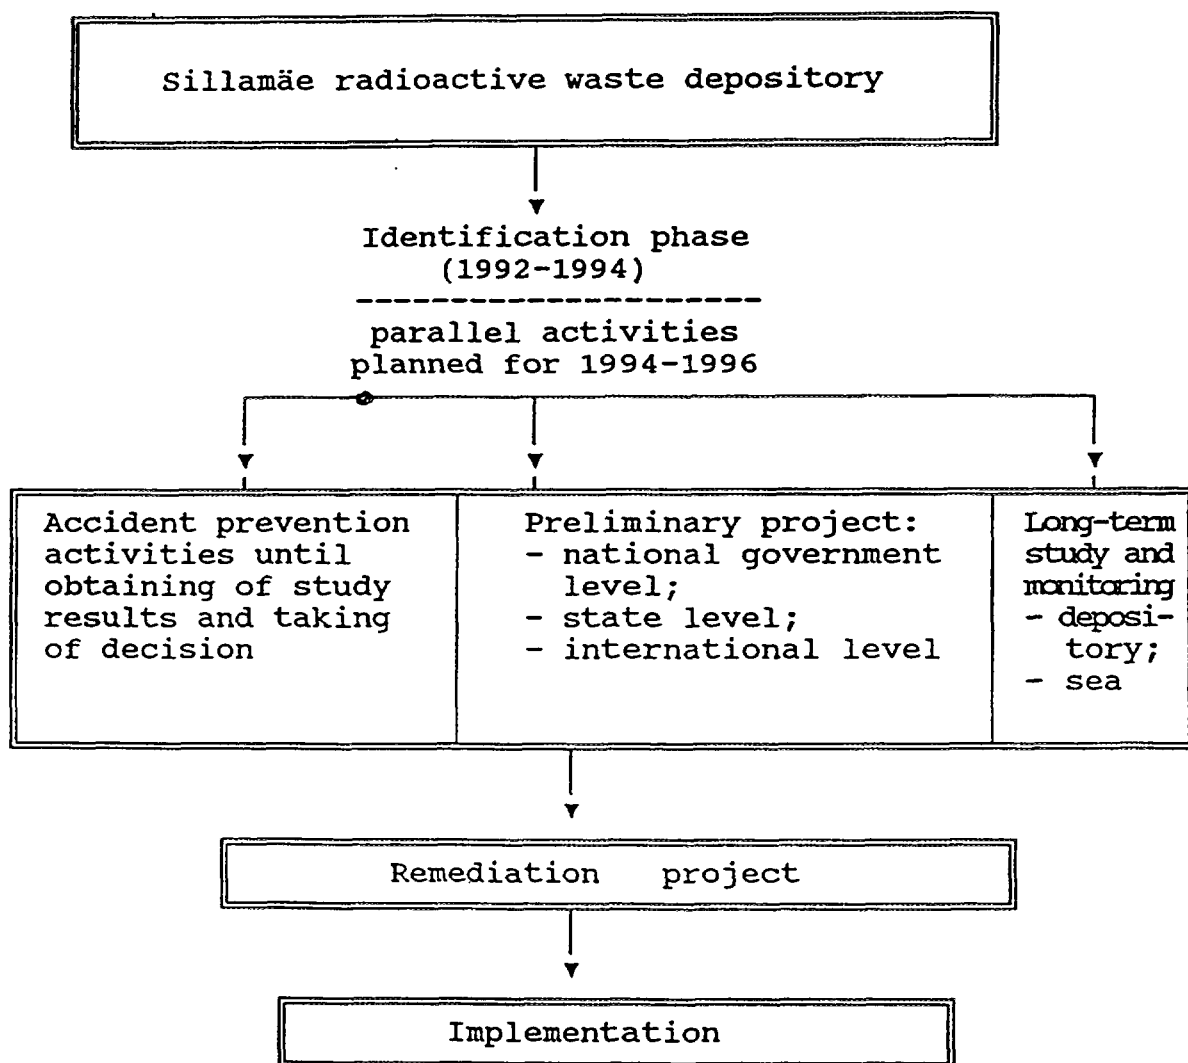 Sillamäe radioactive waste depository
Identification phase
(1992-1994)
parallel activities
planned for 1994-1996
Accident prevention
activities until
obtaining of study
results and taking
of decision
Preliminary project:
- national government
level;
- state level;
- international level
Long-term
study and
monitoring
- deposi-
tory;
- sea
Remediation project
Implementation